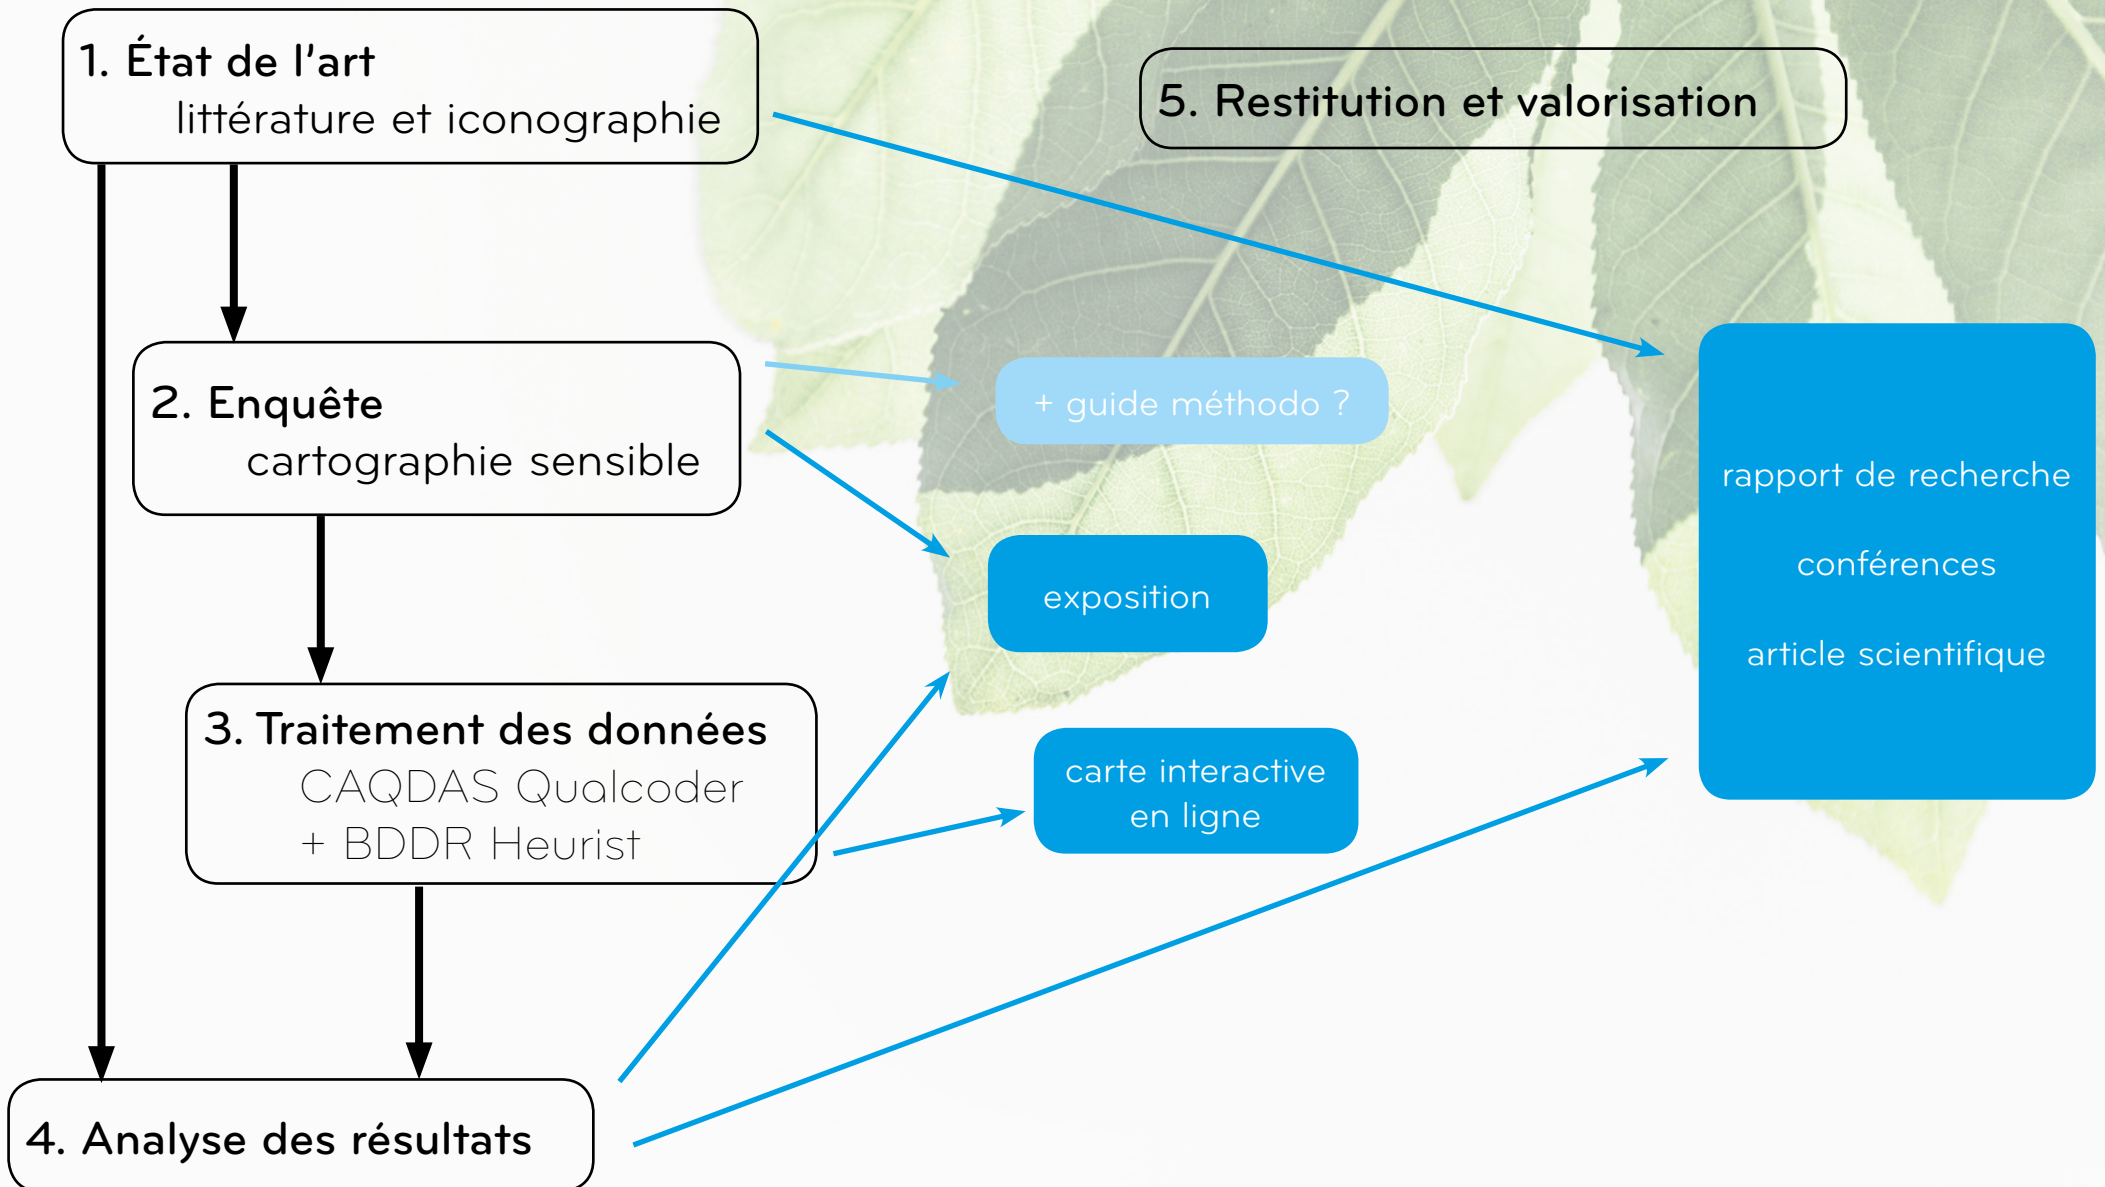 1. État de l'art
littérature et iconographie
5. Restitution et valorisation
2. Enquête
cartographie sensible
+ guide méthodo ?
exposition
rapport de recherche
conférences
article scientifique
3. Traitement des données
CAQDAS Qualcoder
+ BDDR Heurist
carte interactive
en ligne
4. Analyse des résultats